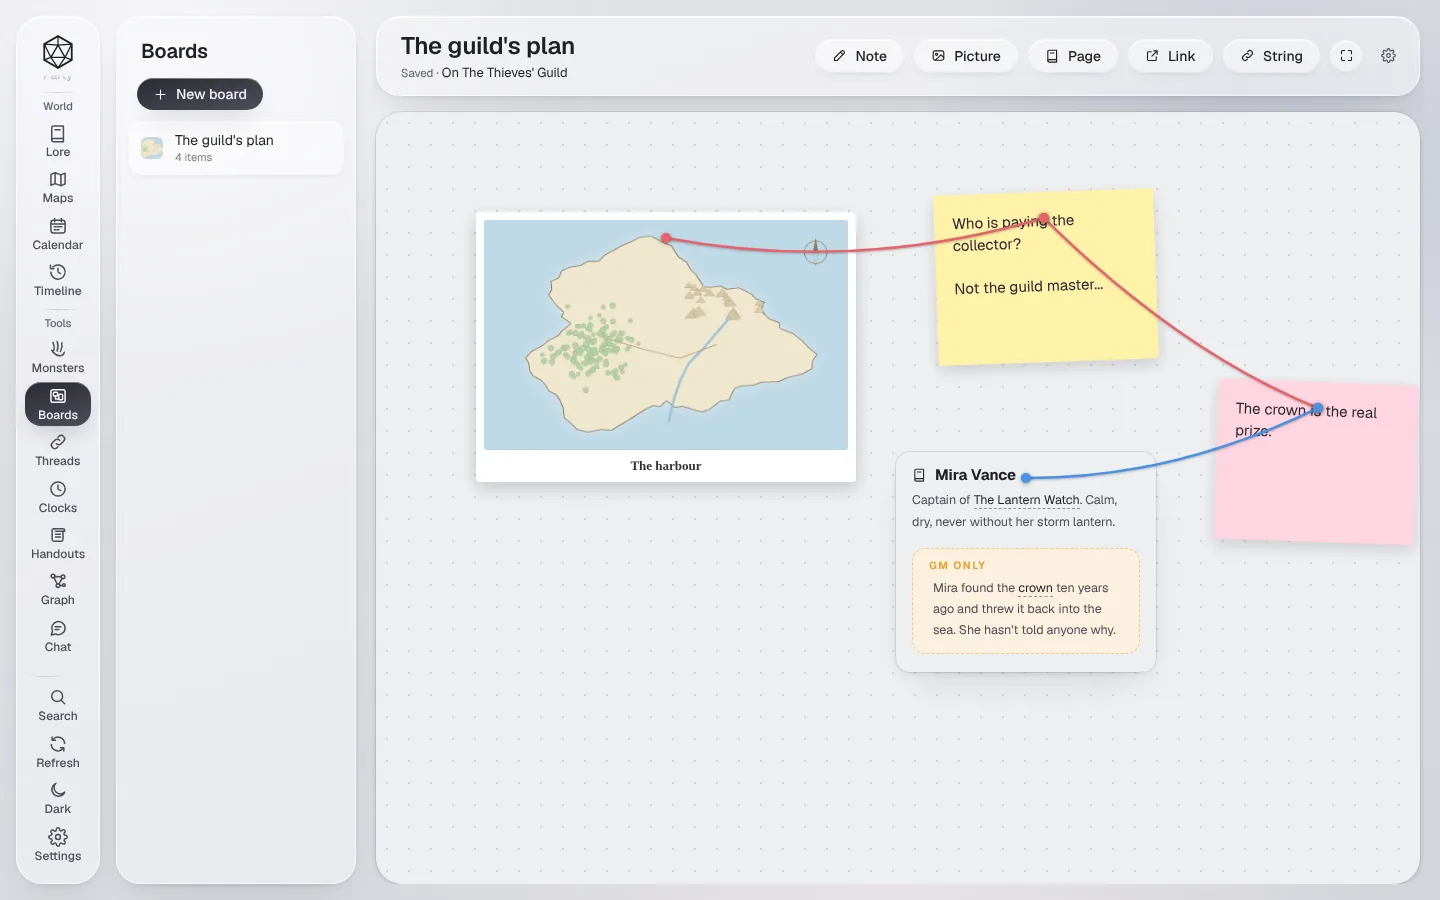 Party
World
Lore
Maps
Calendar
Timeline
Tools
Monsters
Boards
Threads
Clocks
Handouts
Graph
Chat
Search
Refresh
Dark
Settings
Boards
New board
The guild's plan
4 items
The guild's plan
Saved · On The Thieves' Guild
Note
Picture
Page
Link
String
The harbour
Who is paying the
collector?
Not the guild master...
The crown is the real
prize.
Mira Vance
Captain of The Lantern Watch. Calm,
dry, never without her storm lantern.
GM ONLY
Mira found the crown ten years
ago and threw it back into the
sea. She hasn't told anyone why.